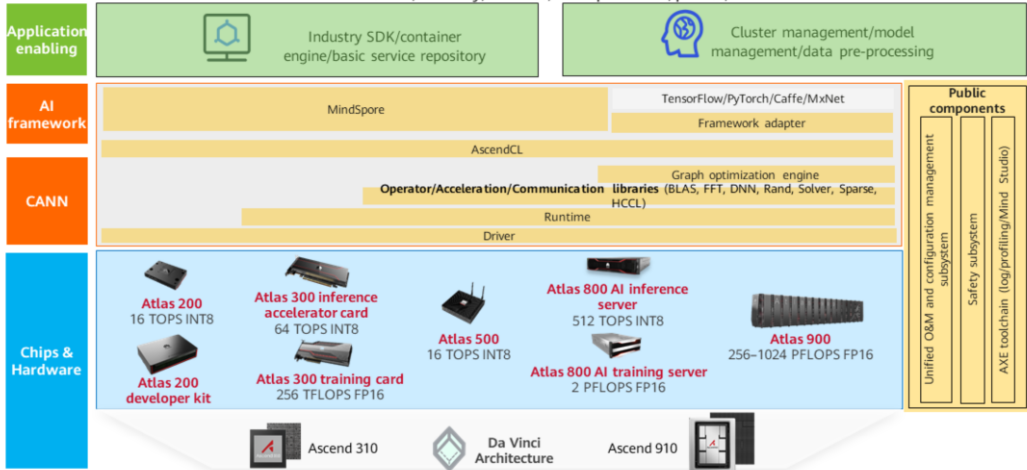 Application
enabling
Industry SDK/container
engine/basic service repository
Cluster management/model
management/data pre-processing
AI
framework
MindSpore
TensorFlow/PyTorch/Caffe/MxNet
Framework adapter
AscendCL
CANN
Graph optimization engine
Operator/Acceleration/Communication libraries (BLAS, FFT, DNN, Rand, Solver, Sparse,
HCCL)
Runtime
Driver
Public
components
Unified O&M and configuration management
subsystem
Safety subsystem
AXE toolchain (log/profiling/Mind Studio)
Chips &
Hardware
Atlas 200
16 TOPS INT8
Atlas 300 inference
accelerator card
64 TOPS INT8
Atlas 500
16 TOPS INT8
Atlas 800 AI inference
server
512 TOPS INT8
Atlas 900
256–1024 PFLOPS FP16
Atlas 200
developer kit
Atlas 300 training card
256 TFLOPS FP16
Atlas 800 AI training server
2 PFLOPS FP16
Ascend 310
Da Vinci
Architecture
Ascend 910